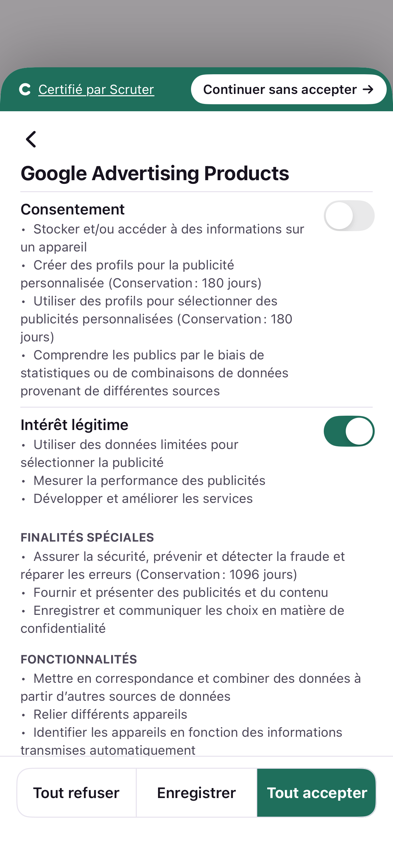 Certifié par Scruter
Continuer sans accepter →
Google Advertising Products
Consentement
• Stocker et/ou accéder à des informations sur
un appareil
• Créer des profils pour la publicité
personnalisée (Conservation : 180 jours)
• Utiliser des profils pour sélectionner des
publicités personnalisées (Conservation : 180
jours)
• Comprendre les publics par le biais de
statistiques ou de combinaisons de données
provenant de différentes sources
Intérêt légitime
• Utiliser des données limitées pour
sélectionner la publicité
• Mesurer la performance des publicités
• Développer et améliorer les services
FINALITÉS SPÉCIALES
• Assurer la sécurité, prévenir et détecter la fraude et
réparer les erreurs (Conservation : 1096 jours)
• Fournir et présenter des publicités et du contenu
• Enregistrer et communiquer les choix en matière de
confidentialité
FONCTIONNALITÉS
• Mettre en correspondance et combiner des données à
partir d’autres sources de données
• Relier différents appareils
• Identifier les appareils en fonction des informations
transmises automatiquement
Tout refuser
Enregistrer
Tout accepter